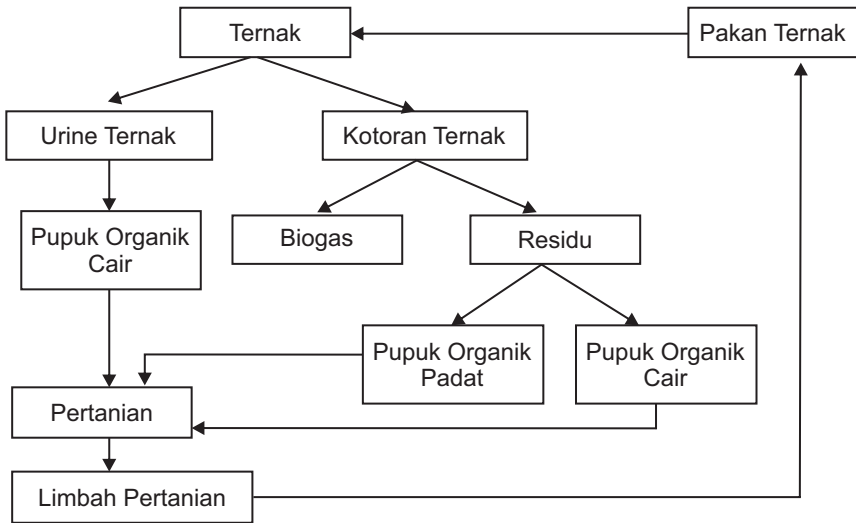 Ternak
Pakan Ternak
Urine Ternak
Kotoran Ternak
Pupuk Organik
Cair
Biogas
Residu
Pupuk Organik
Padat
Pupuk Organik
Cair
Pertanian
Limbah Pertanian